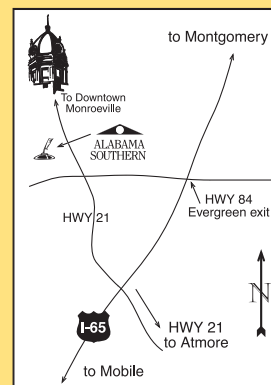 to Montgomery
To Downtown
Monroeville
ALABAMA
SOUTHERN
HWY 84
Evergreen exit
HWY 21
N
I-65
HWY 21
to Atmore
to Mobile